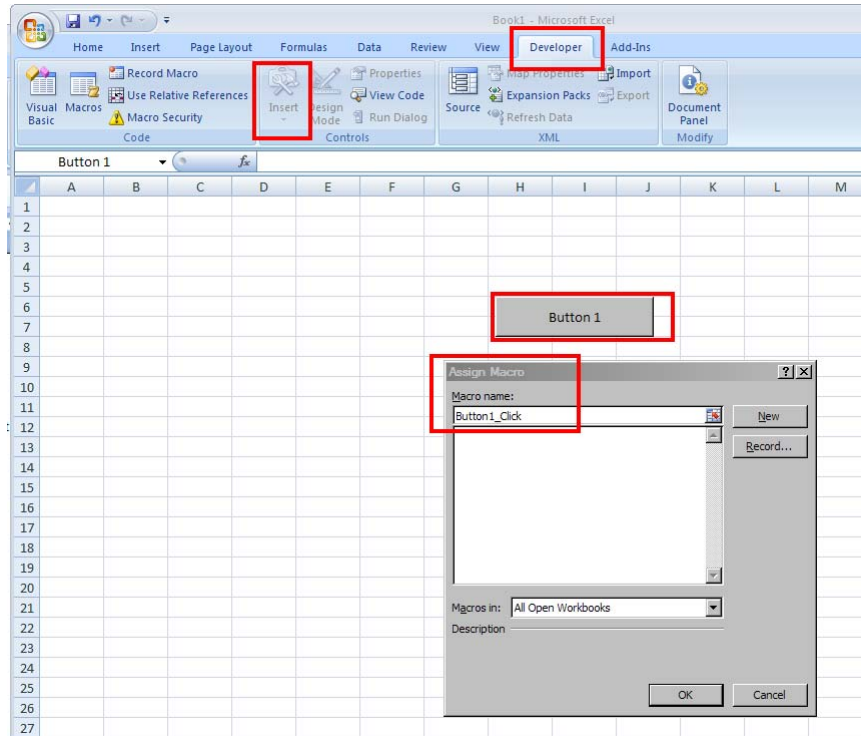 Book1 - Microsoft Excel
Home Insert Page Layout Formulas Data Review View Developer Add-Ins
Visual Basic
Macros
Record Macro
Use Relative References
Macro Security
Code
Insert
Design Mode
Properties
View Code
Run Dialog
Controls
Source
Map Properties
Expansion Packs
Refresh Data
Import
Export
XML
Document Panel
Modify
Button 1 fx
A B C D E F G H I J K L M
1
2
3
4
5
6
7
8
9
10
11
12
13
14
15
16
17
18
19
20
21
22
23
24
25
26
27
Button 1
Assign Macro ? X
Macro name:
Button1_Click
New
Record...
Macros in: All Open Workbooks
Description
OK Cancel